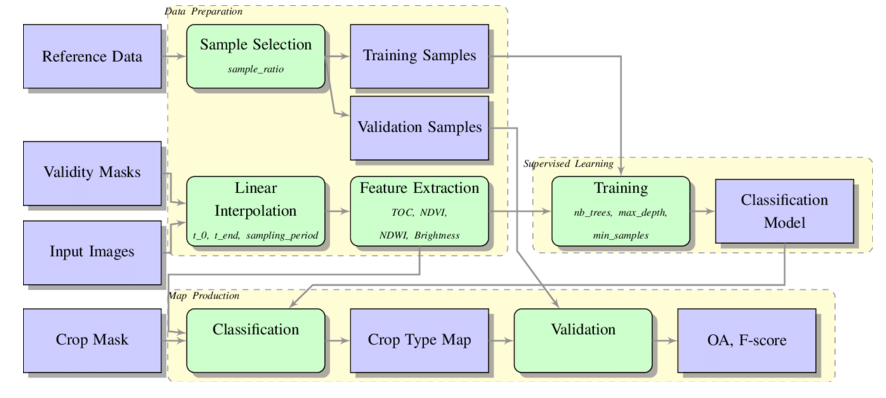 Data Preparation
Reference Data
Sample Selection
sample_ratio
Training Samples
Validation Samples
Validity Masks
Input Images
Linear
Interpolation
t_0, t_end, sampling_period
Feature Extraction
TOC, NDVI,
NDWI, Brightness
Supervised Learning
Training
nb_trees, max_depth,
min_samples
Classification
Model
Map Production
Crop Mask
Classification
Crop Type Map
Validation
OA, F-score